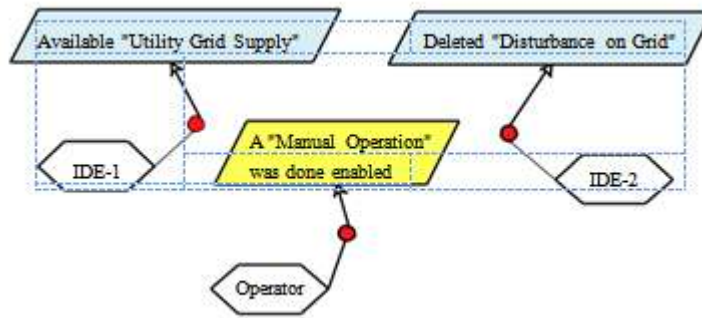 Available "Utility Grid Supply"
Deleted "Disturbance on Grid"
A "Manual Operation"
was done enabled
IDE-1
IDE-2
Operator